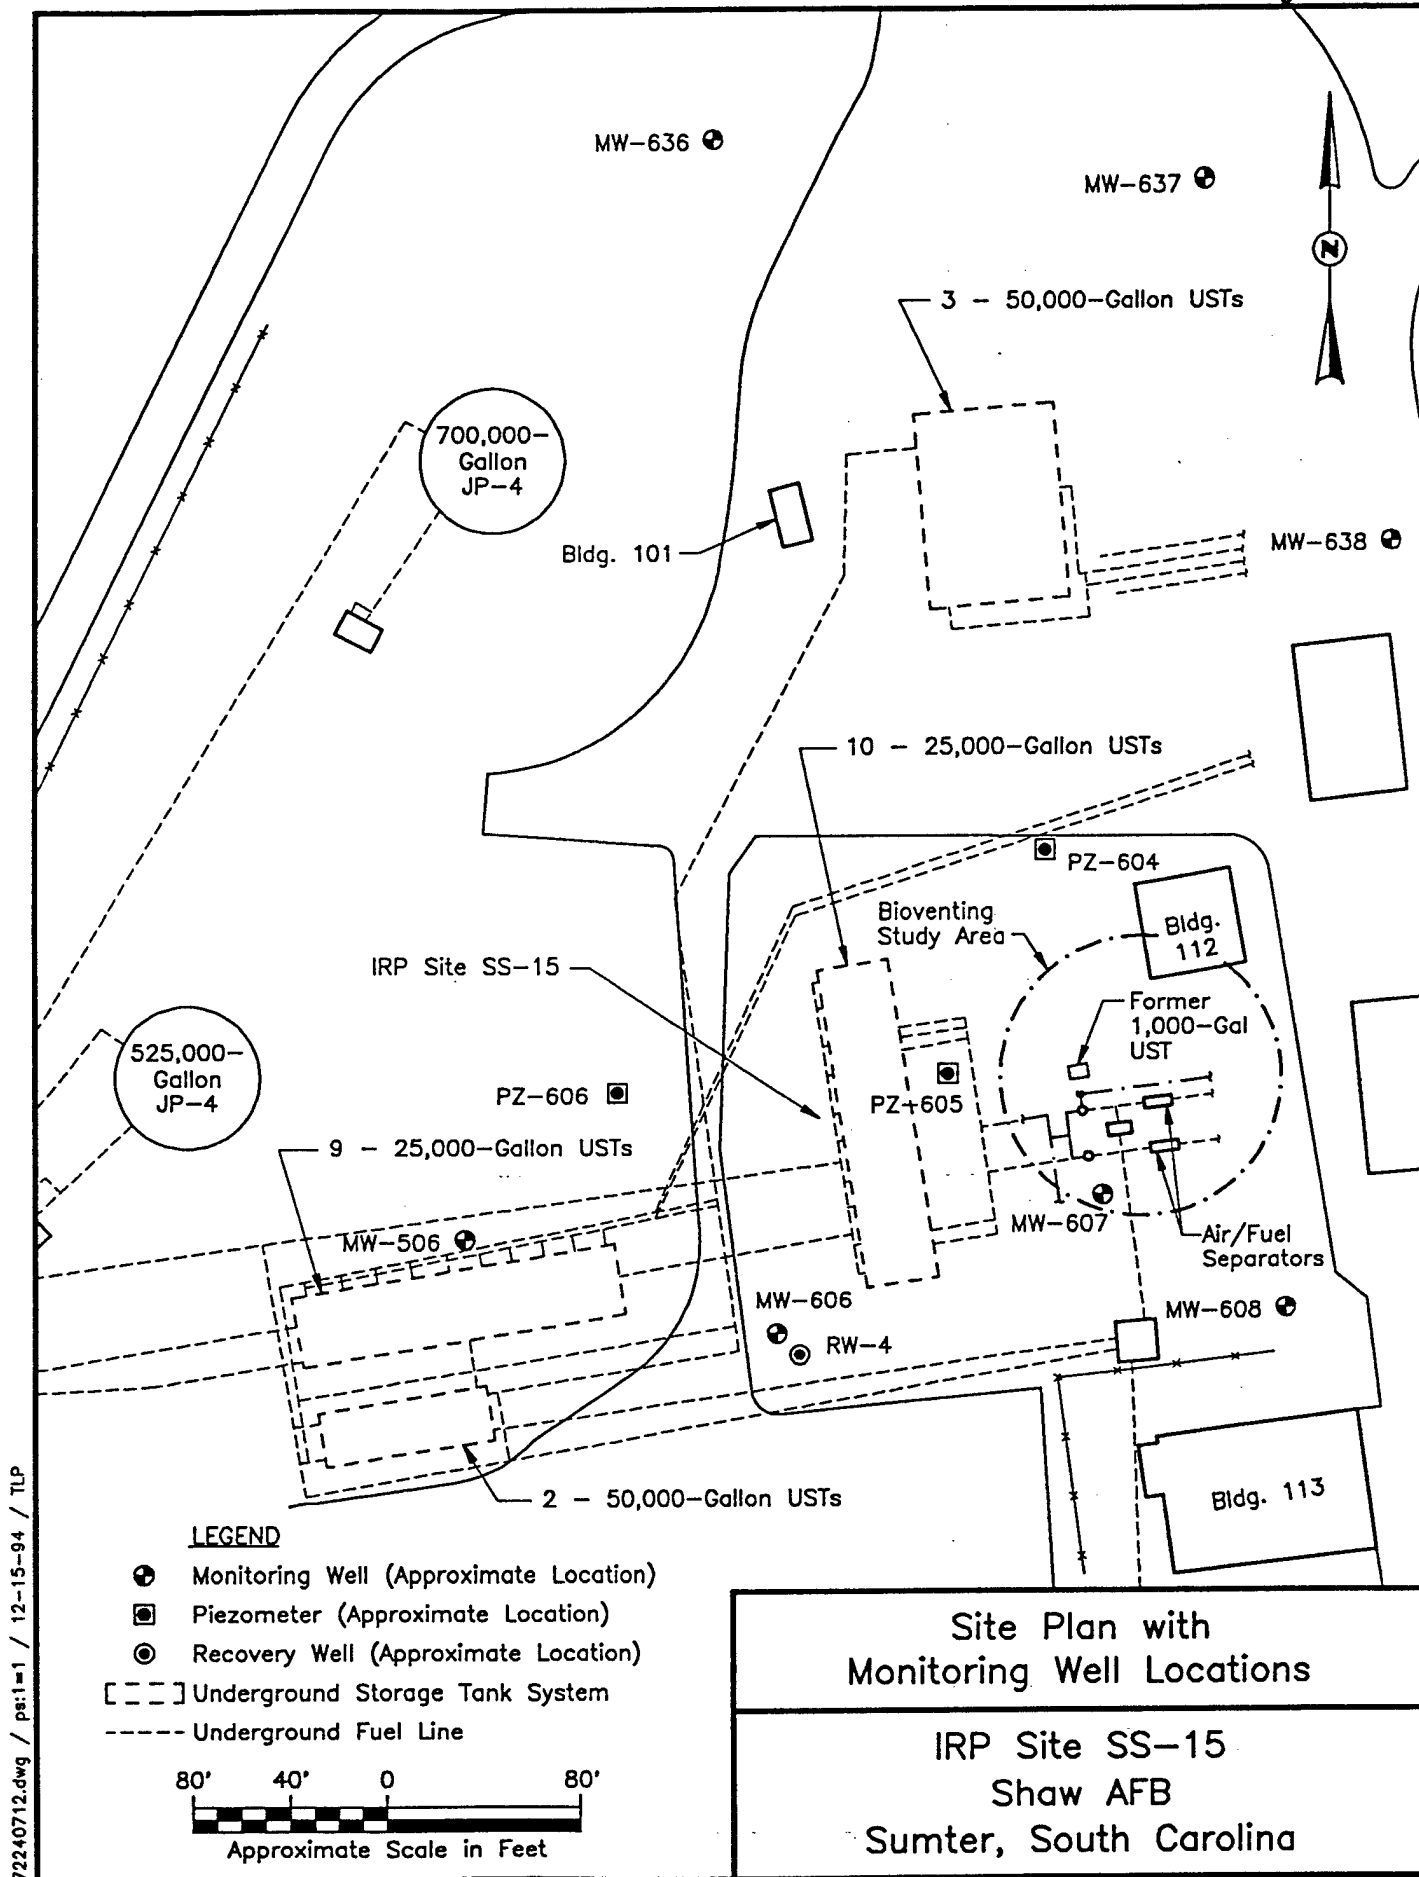 MW-636
MW-637
N
3 - 50,000-Gallon USTs
700,000-
Gallon
JP-4
Bldg. 101
MW-638
10 - 25,000-Gallon USTs
PZ-604
Bioventing
Study Area
Bldg.
112
IRP Site SS-15
Former
1,000-Gal
UST
525,000-
Gallon
JP-4
PZ-606
PZ-605
9 - 25,000-Gallon USTs
MW-506
MW-607
Air/Fuel
Separators
MW-606
MW-608
RW-4
2 - 50,000-Gallon USTs
Bldg. 113
LEGEND
Monitoring Well (Approximate Location)
Piezometer (Approximate Location)
Recovery Well (Approximate Location)
Underground Storage Tank System
Underground Fuel Line
80' 40' 0 80'
Approximate Scale in Feet
Site Plan with
Monitoring Well Locations
IRP Site SS-15
Shaw AFB
Sumter, South Carolina
72240712.dwg / ps:1=1 / 12-15-94 / TLP